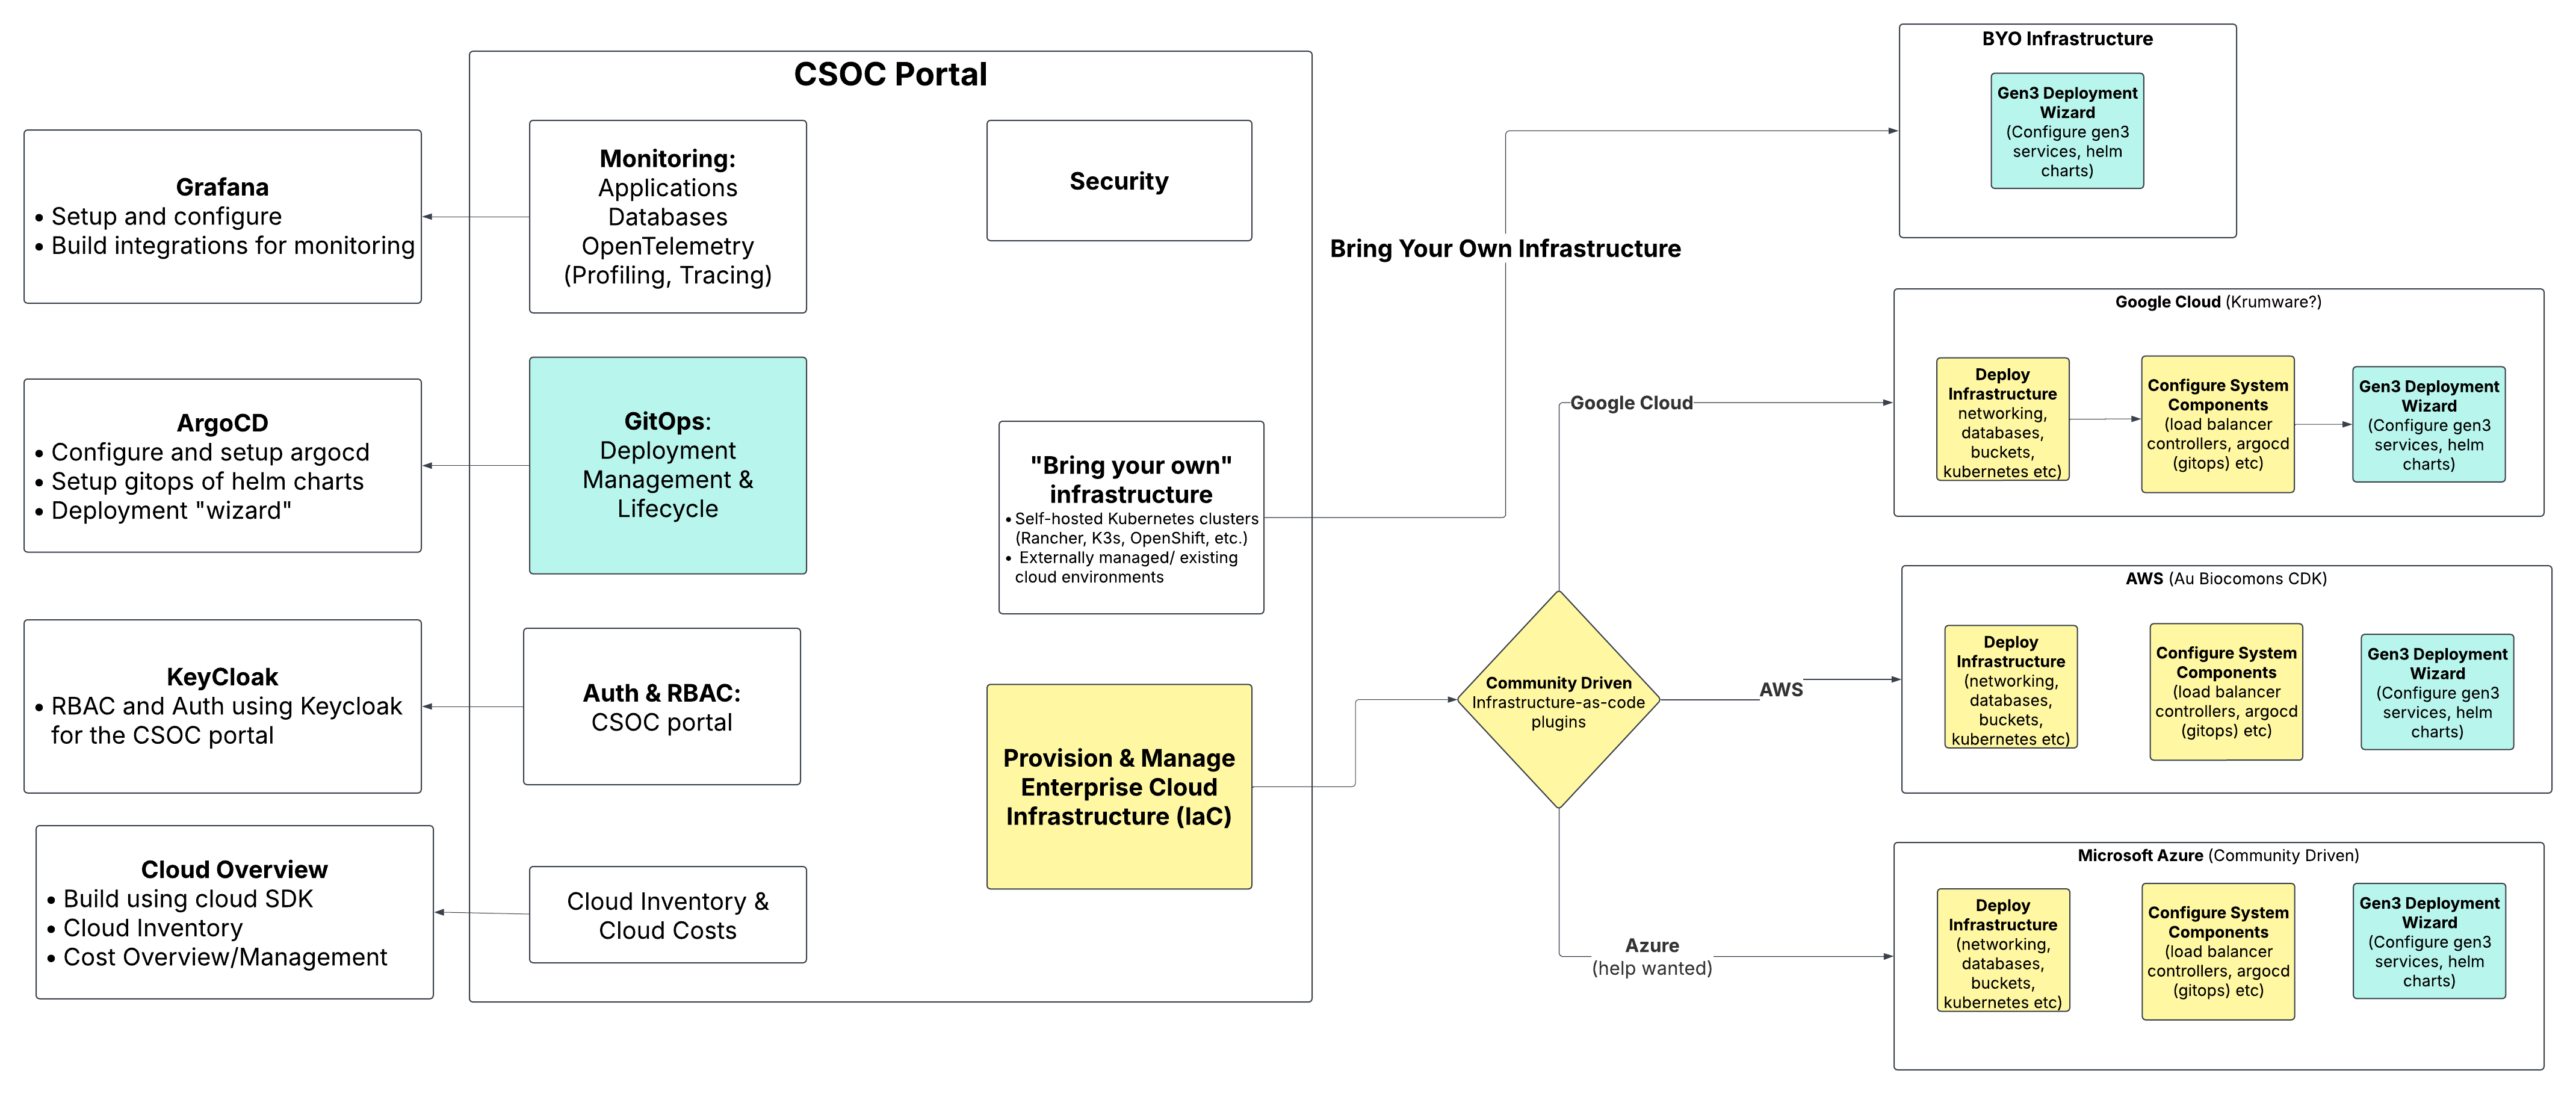 CSOC Portal
Grafana
• Setup and configure
• Build integrations for monitoring
ArgoCD
• Configure and setup argocd
• Setup gitops of helm charts
• Deployment "wizard"
KeyCloak
• RBAC and Auth using Keycloak
for the CSOC portal
Cloud Overview
• Build using cloud SDK
• Cloud Inventory
• Cost Overview/Management
Monitoring:
Applications
Databases
OpenTelemetry
(Profiling, Tracing)
GitOps:
Deployment
Management &
Lifecycle
Auth & RBAC:
CSOC portal
Cloud Inventory &
Cloud Costs
Security
"Bring your own"
infrastructure
• Self-hosted Kubernetes clusters
(Rancher, K3s, OpenShift, etc.)
• Externally managed/ existing
cloud environments
Provision & Manage
Enterprise Cloud
Infrastructure (IaC)
Bring Your Own Infrastructure
Community Driven
Infrastructure-as-code
plugins
Google Cloud
AWS
Azure
(help wanted)
BYO Infrastructure
Gen3 Deployment
Wizard
(Configure gen3
services, helm
charts)
Google Cloud (Krumware?)
Deploy
Infrastructure
networking,
databases,
buckets,
kubernetes etc)
Configure System
Components
(load balancer
controllers, argocd
(gitops) etc)
Gen3 Deployment
Wizard
(Configure gen3
services, helm
charts)
AWS (Au Biocomons CDK)
Deploy
Infrastructure
(networking,
databases,
buckets,
kubernetes etc)
Configure System
Components
(load balancer
controllers, argocd
(gitops) etc)
Gen3 Deployment
Wizard
(Configure gen3
services, helm
charts)
Microsoft Azure (Community Driven)
Deploy
Infrastructure
(networking,
databases,
buckets,
kubernetes etc)
Configure System
Components
(load balancer
controllers, argocd
(gitops) etc)
Gen3 Deployment
Wizard
(Configure gen3
services, helm
charts)